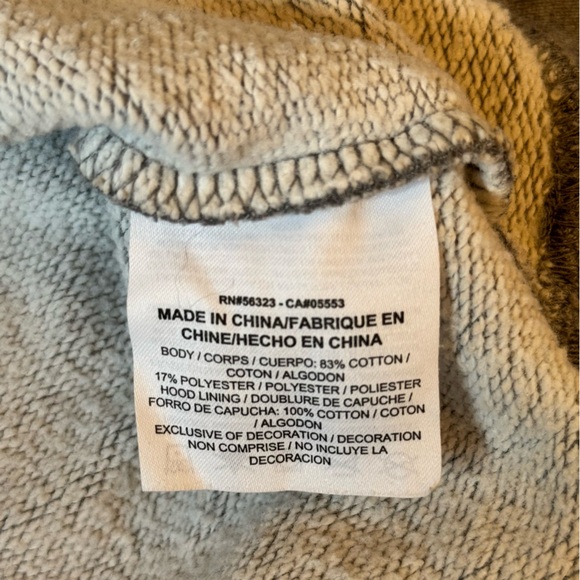 RN#56323 - CA#05553
MADE IN CHINA/FABRIQUE EN
CHINE/HECHO EN CHINA
BODY / CORPS / CUERPO: 83% COTTON /
COTON / ALGODON
17% POLYESTER / POLYESTER / POLIESTER
HOOD LINING / DOUBLURE DE CAPUCHE /
FORRO DE CAPUCHA: 100% COTTON / COTON
/ ALGODON
EXCLUSIVE OF DECORATION / DECORATION
NON COMPRISE / NO INCLUYE LA
DECORACION